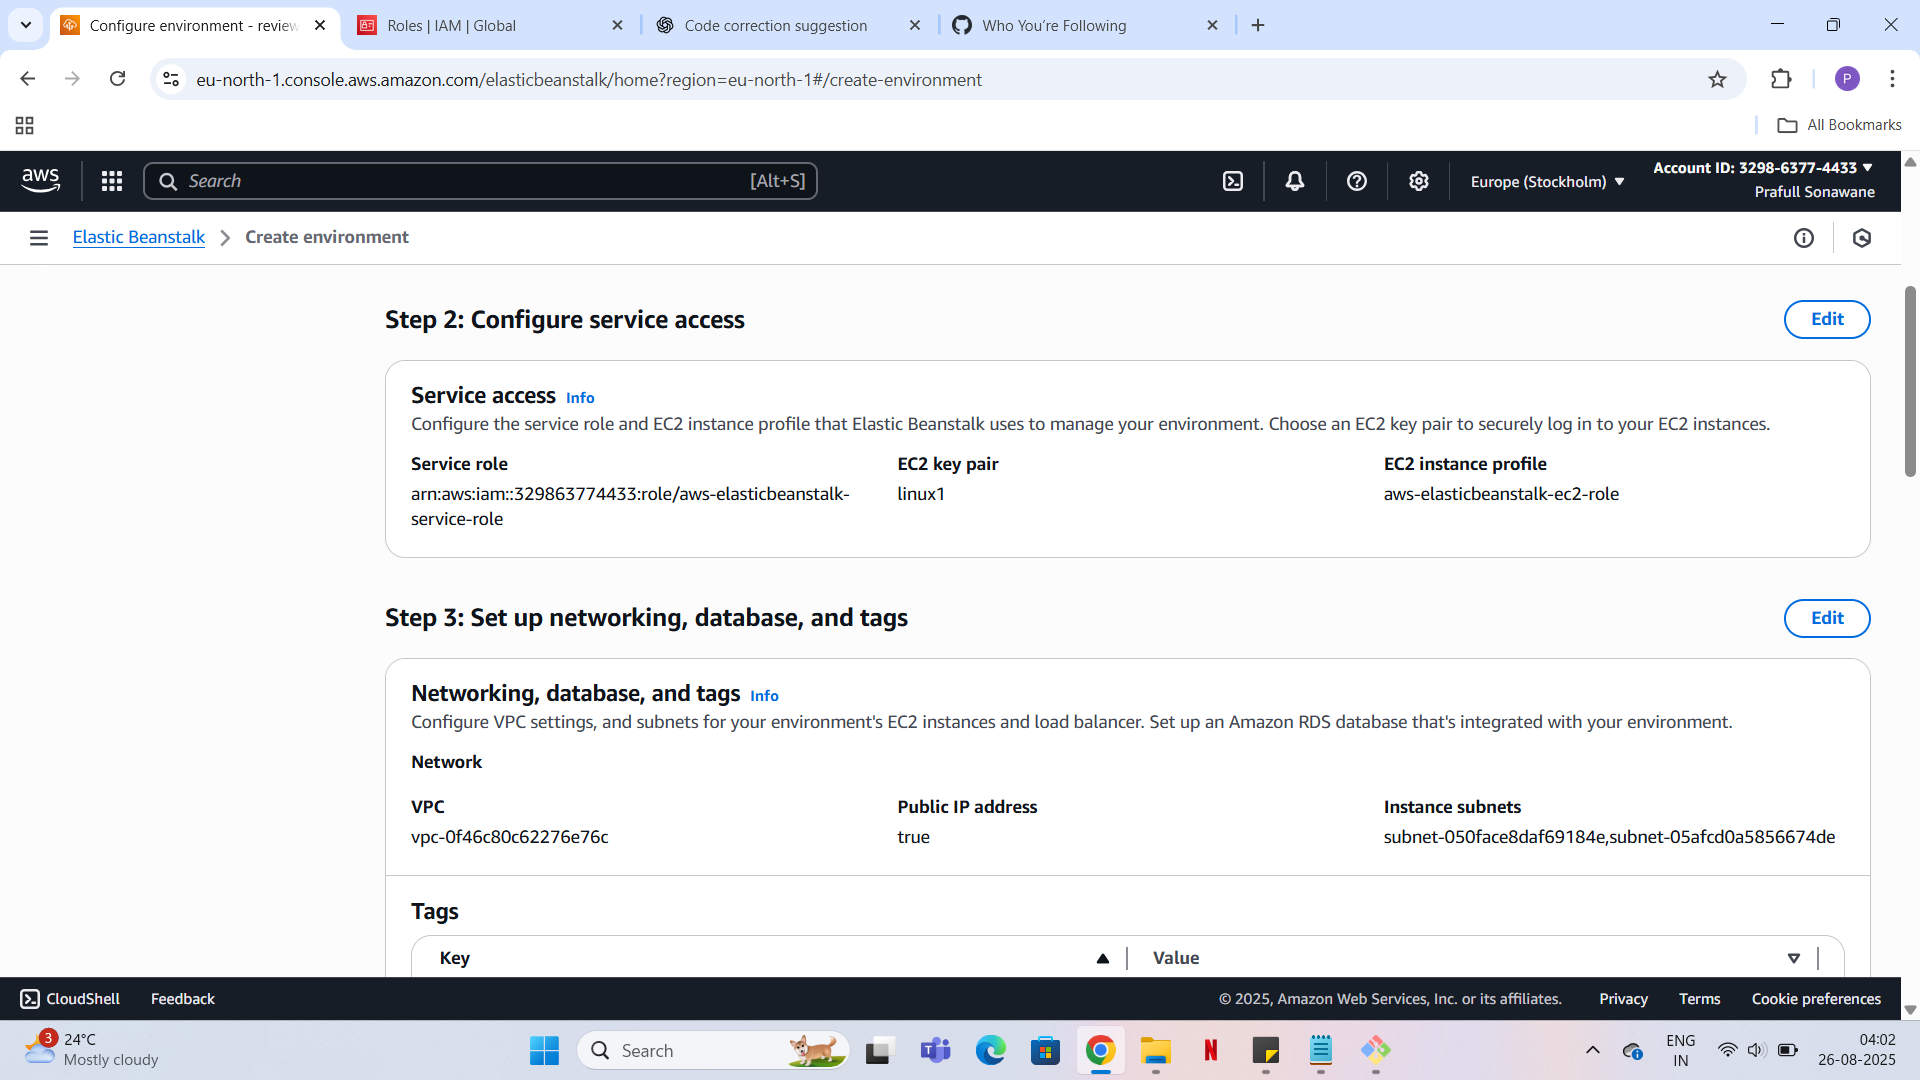 Configure environment - review
Roles | IAM | Global
Code correction suggestion
Who You're Following
eu-north-1.console.aws.amazon.com/elasticbeanstalk/home?region=eu-north-1#/create-environment
P
All Bookmarks
aws
Search
[Alt+S]
Europe (Stockholm)
Account ID: 3298-6377-4433
Prafull Sonawane
Elastic Beanstalk
Create environment
Step 2: Configure service access
Edit
Service access Info
Configure the service role and EC2 instance profile that Elastic Beanstalk uses to manage your environment. Choose an EC2 key pair to securely log in to your EC2 instances.
Service role
arn:aws:iam::329863774433:role/aws-elasticbeanstalk-
service-role
EC2 key pair
linux1
EC2 instance profile
aws-elasticbeanstalk-ec2-role
Step 3: Set up networking, database, and tags
Edit
Networking, database, and tags Info
Configure VPC settings, and subnets for your environment's EC2 instances and load balancer. Set up an Amazon RDS database that's integrated with your environment.
Network
VPC
vpc-0f46c80c62276e76c
Public IP address
true
Instance subnets
subnet-050face8daf69184e,subnet-05afcd0a5856674de
Tags
Key
Value
CloudShell
Feedback
© 2025, Amazon Web Services, Inc. or its affiliates.
Privacy
Terms
Cookie preferences
3
24°C
Mostly cloudy
Search
N
ENG
IN
04:02
26-08-2025